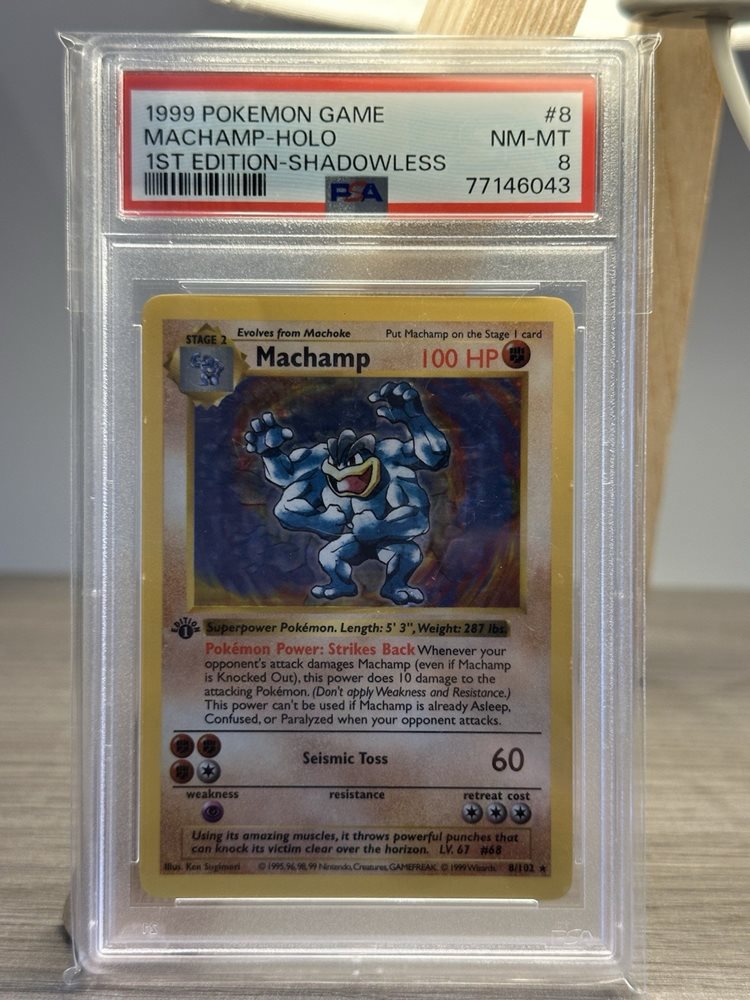 1999 POKEMON GAME #8
MACHAMP-HOLO NM-MT
1ST EDITION-SHADOWLESS 8
PSA 77146043
Evolves from Machoke Put Machamp on the Stage 1 card
STAGE 2
Machamp 100 HP
EDITION
1
Superpower Pokémon. Length: 5' 3", Weight: 287 lbs.
Pokémon Power: Strikes Back Whenever your
opponent's attack damages Machamp (even if Machamp
is Knocked Out), this power does 10 damage to the
attacking Pokémon. (Don't apply Weakness and Resistance.)
This power can't be used if Machamp is already Asleep,
Confused, or Paralyzed when your opponent attacks.
Seismic Toss 60
weakness resistance retreat cost
Using its amazing muscles, it throws powerful punches that
can knock its victim clear over the horizon. LV. 67 #68
Illus. Ken Sugimori © 1995, 96, 98, 99 Nintendo, Creatures, GAMEFREAK. © 1999 Wizards 8/102 ★